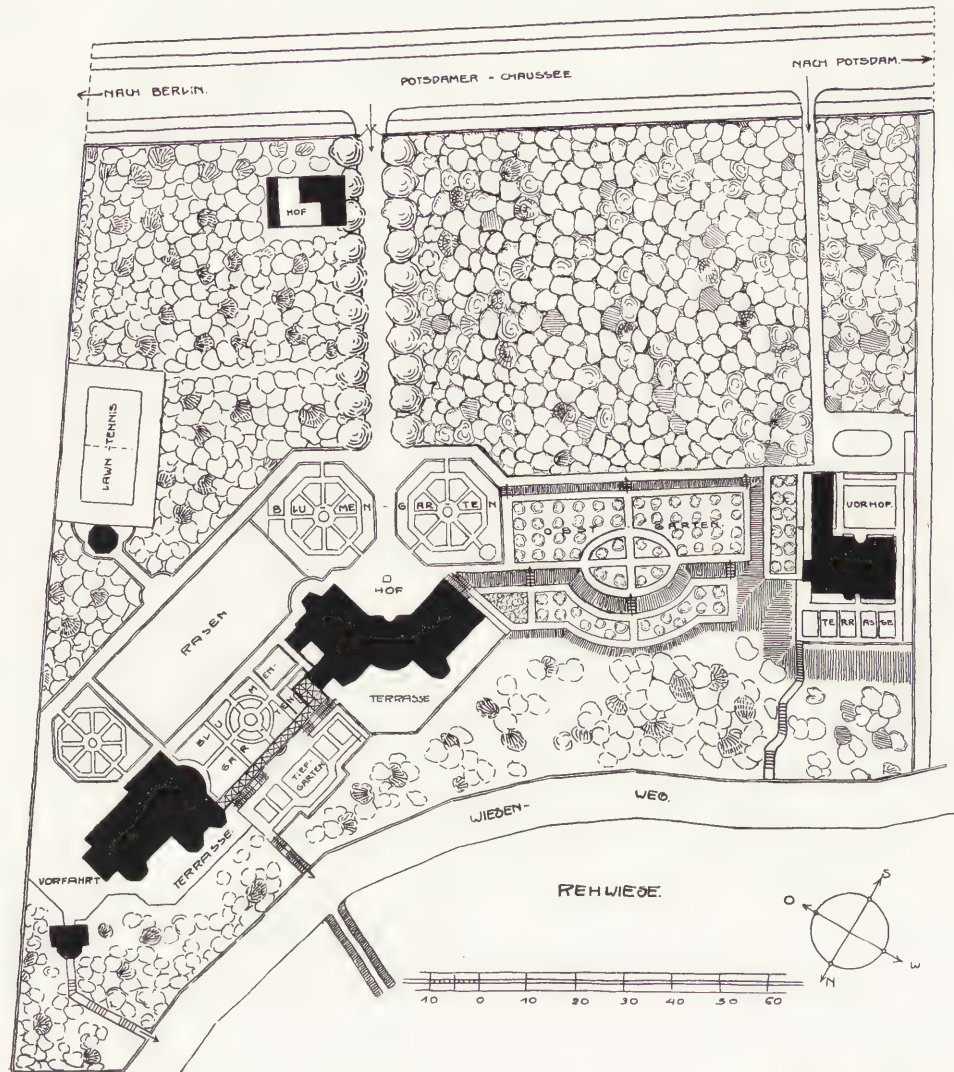 NACH POTSDAM.
POTSDAMER - CHAUSSEE
NACH BERLIN.
HOF
LAWN TENNIS
BLUMEN - GARTEN
OBST GARTEN.
VORHOF.
HOF
RASEN
TERRASSE
TERRASSE
BLUMEN-
GARTEN
TIEF
GARTEN
WIESEN- WEG.
VORFAHRT
TERRASSE.
REHWIESE.
S
O
W
N
10 0 10 20 30 40 50 60